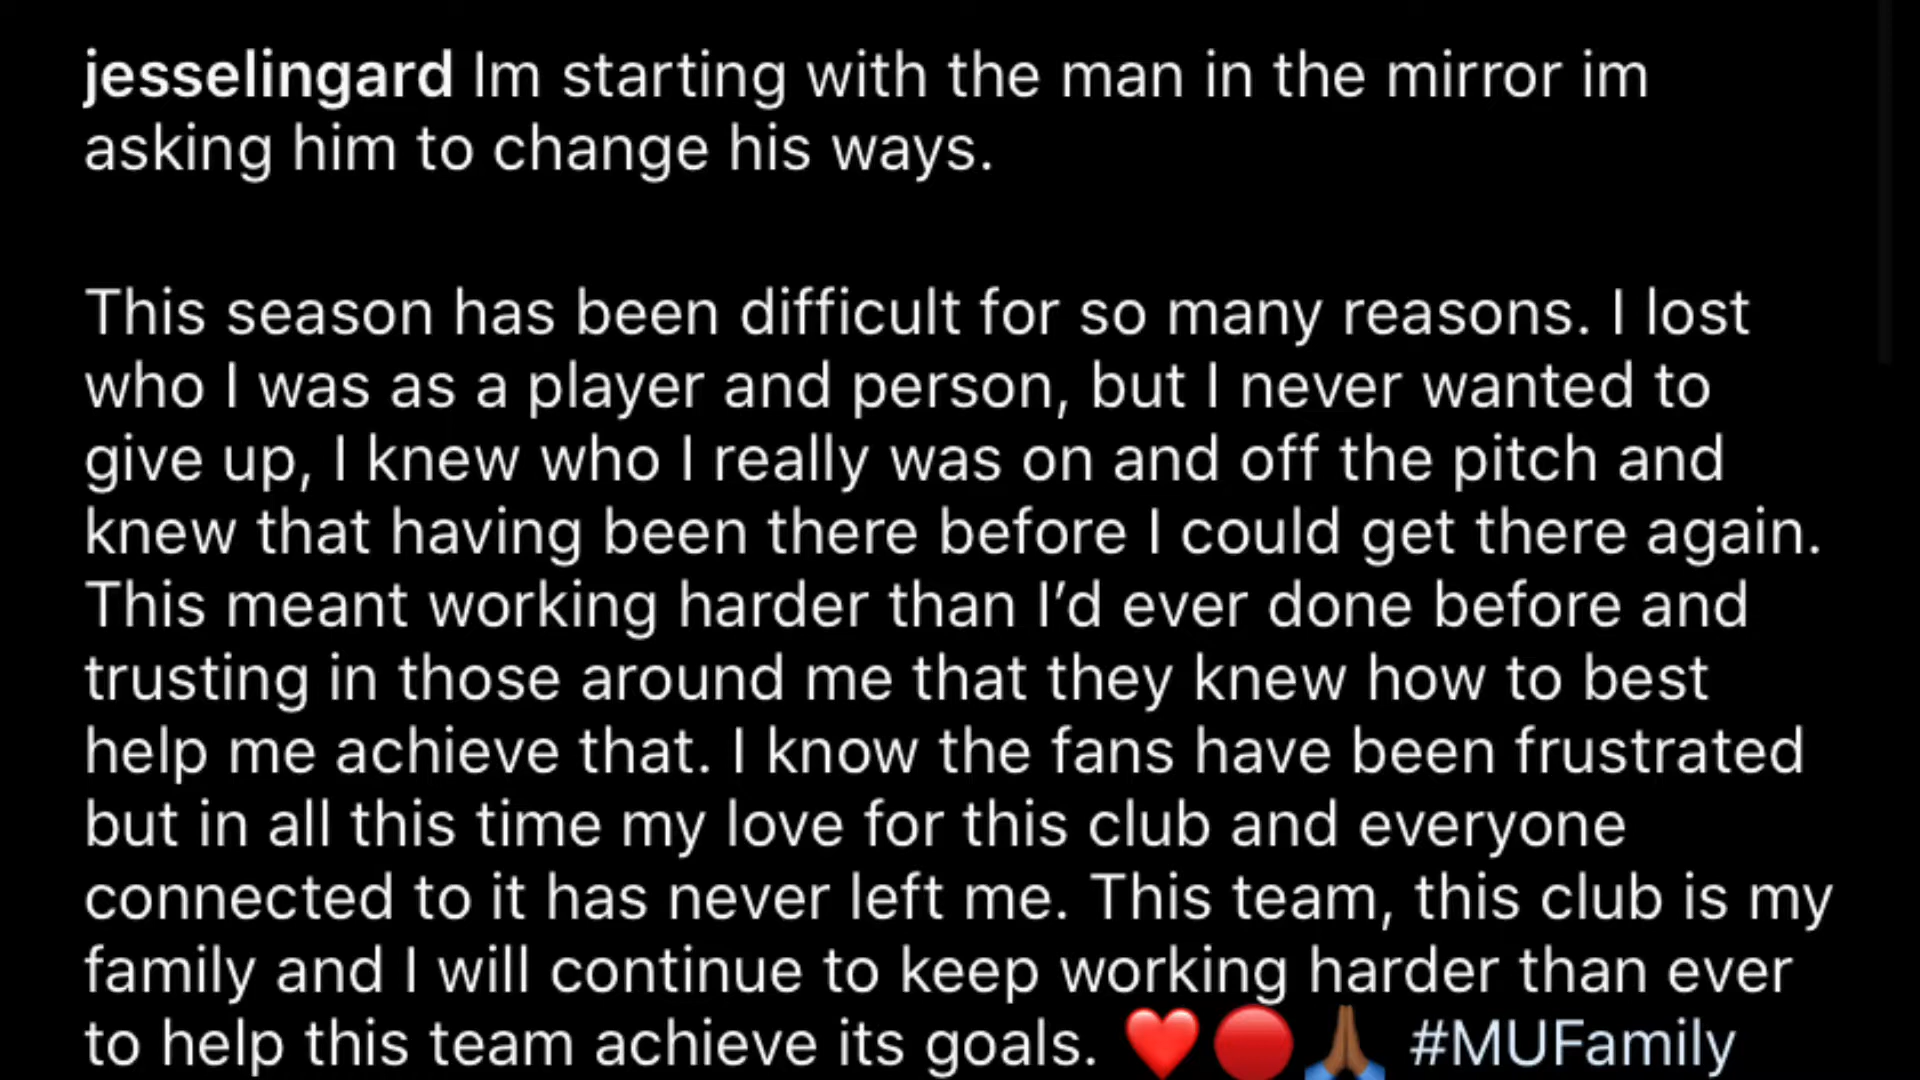 jesselingard Im starting with the man in the mirror im
asking him to change his ways.
This season has been difficult for so many reasons. I lost
who I was as a player and person, but I never wanted to
give up, I knew who I really was on and off the pitch and
knew that having been there before I could get there again.
This meant working harder than I’d ever done before and
trusting in those around me that they knew how to best
help me achieve that. I know the fans have been frustrated
but in all this time my love for this club and everyone
connected to it has never left me. This team, this club is my
family and I will continue to keep working harder than ever
to help this team achieve its goals. ❤️🔴🙏🏾 #MUFamily